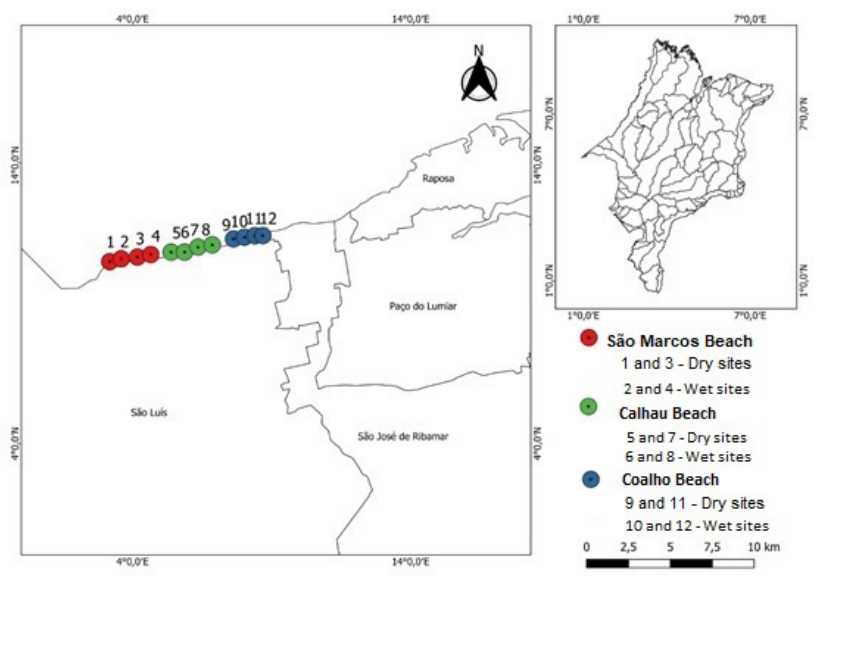 4°0,0'E 14°0,0'E
1°0,0'E 7°0,0'E
N
14°0,0'N
14°0,0'N
7°0,0'N
7°0,0'N
Raposa
1 2 3 4 5 6 7 8 9 10 11 12
1°0,0'N
1°0,0'N
Paço do Lumiar
1°0,0'E 7°0,0'E
São Marcos Beach
1 and 3 - Dry sites
2 and 4 - Wet sites
Calhau Beach
5 and 7 - Dry sites
6 and 8 - Wet sites
Coalho Beach
9 and 11 - Dry sites
10 and 12 - Wet sites
São Luís
São José de Ribamar
4°0,0'N
4°0,0'N
0 2,5 5 7,5 10 km
4°0,0'E 14°0,0'E